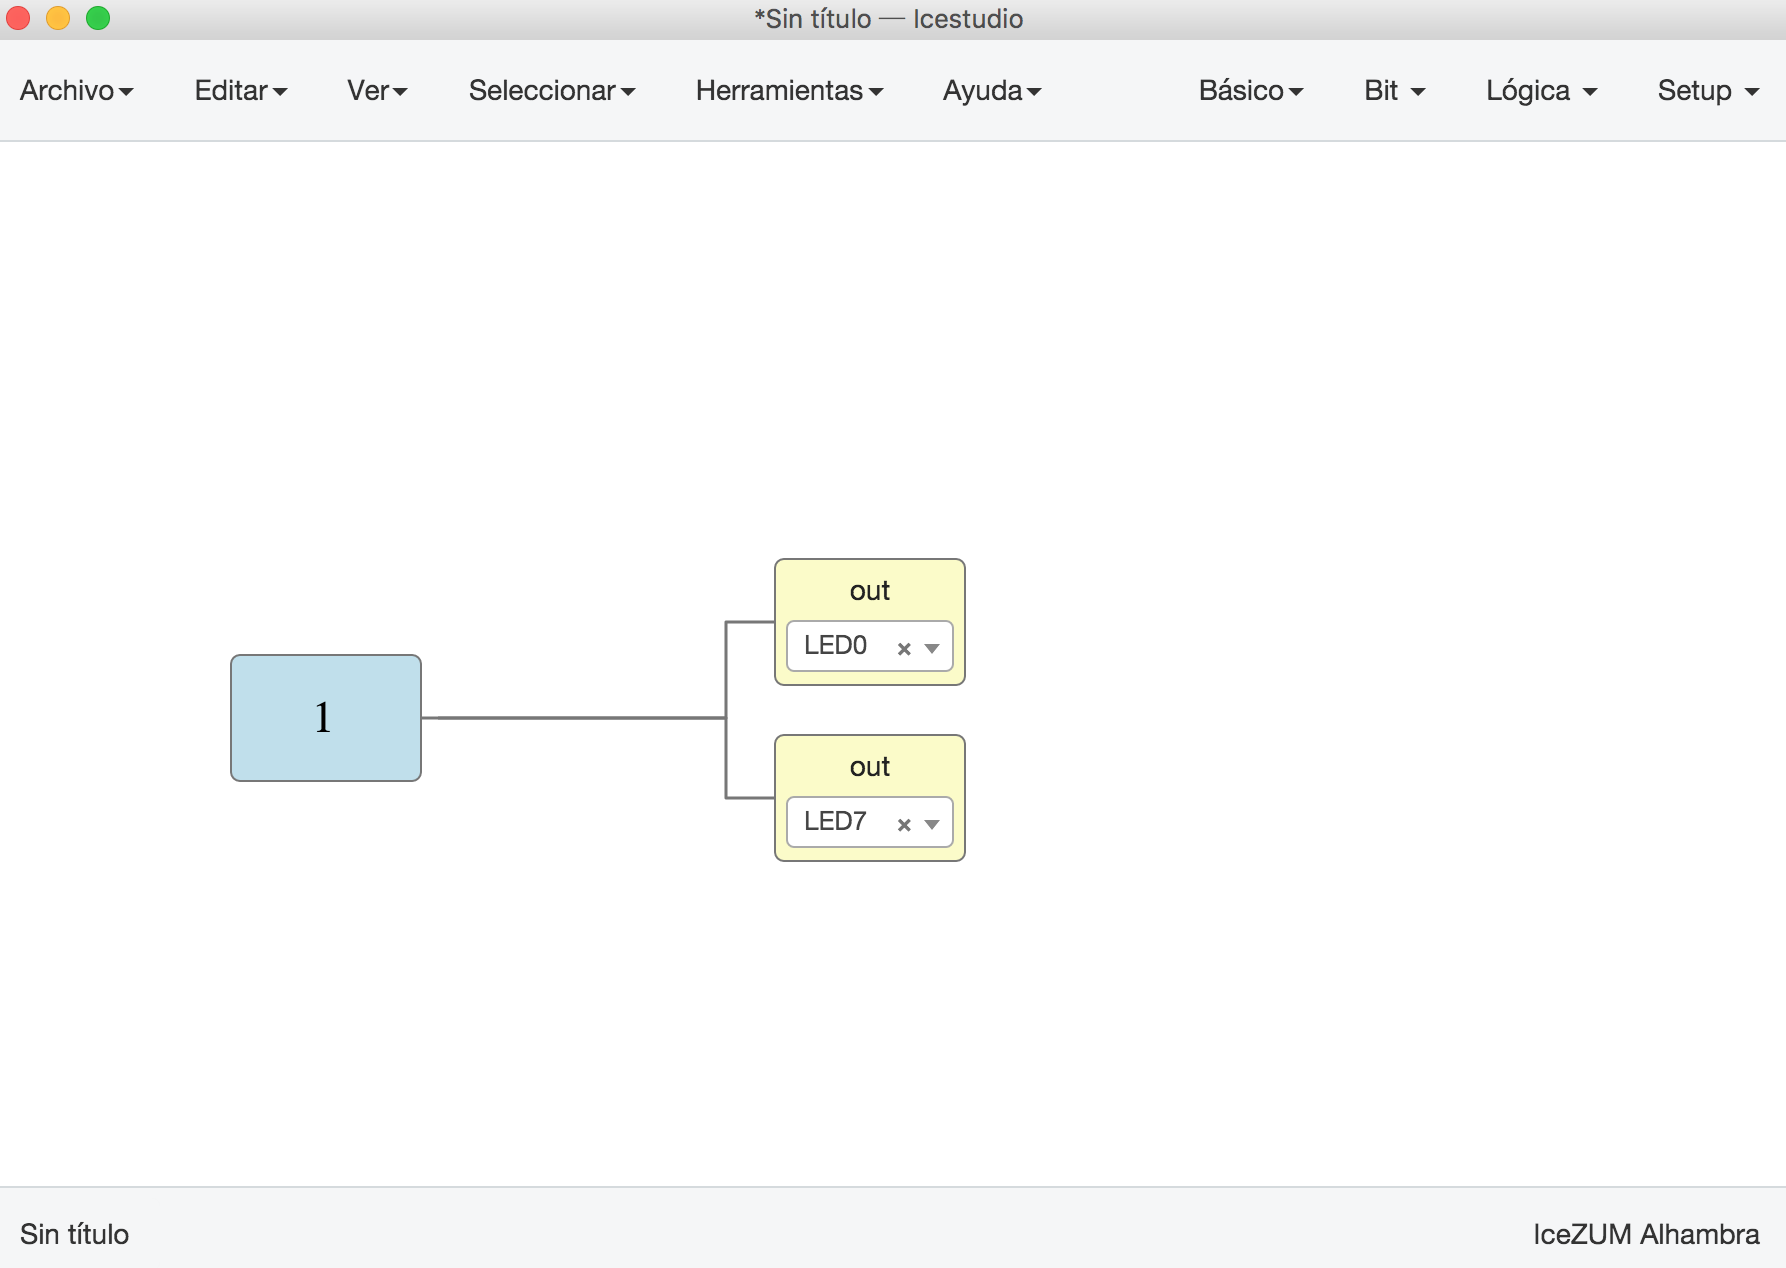 *Sin título — Icestudio
Archivo Editar Ver Seleccionar Herramientas Ayuda Básico Bit Lógica Setup
out
LED0
1
out
LED7
Sin título IceZUM Alhambra